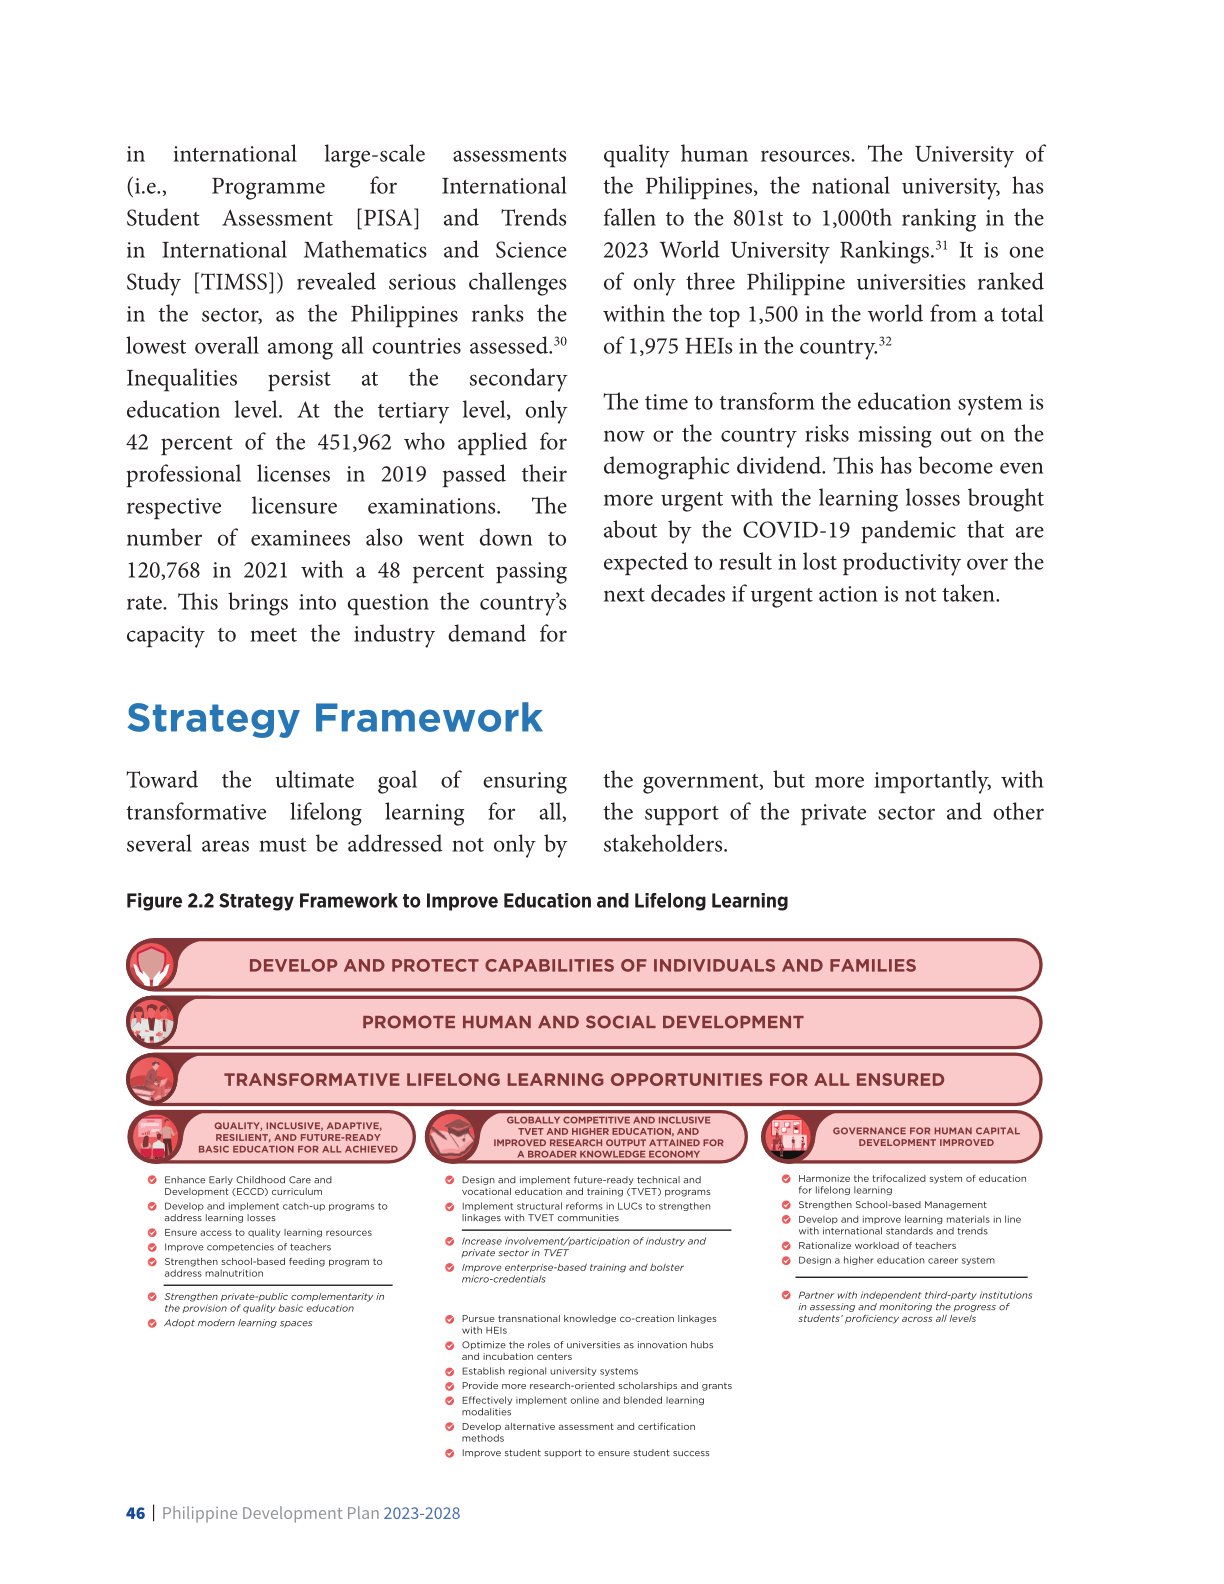 in international large-scale assessments
(i.e., Programme for International
Student Assessment [PISA] and Trends
in International Mathematics and Science
Study [TIMSS]) revealed serious challenges
in the sector, as the Philippines ranks the
lowest overall among all countries assessed.30
Inequalities persist at the secondary
education level. At the tertiary level, only
42 percent of the 451,962 who applied for
professional licenses in 2019 passed their
respective licensure examinations. The
number of examinees also went down to
120,768 in 2021 with a 48 percent passing
rate. This brings into question the country’s
capacity to meet the industry demand for
quality human resources. The University of
the Philippines, the national university, has
fallen to the 801st to 1,000th ranking in the
2023 World University Rankings.31 It is one
of only three Philippine universities ranked
within the top 1,500 in the world from a total
of 1,975 HEIs in the country.32
The time to transform the education system is
now or the country risks missing out on the
demographic dividend. This has become even
more urgent with the learning losses brought
about by the COVID-19 pandemic that are
expected to result in lost productivity over the
next decades if urgent action is not taken.
Strategy Framework
Toward the ultimate goal of ensuring
transformative lifelong learning for all,
several areas must be addressed not only by
the government, but more importantly, with
the support of the private sector and other
stakeholders.
Figure 2.2 Strategy Framework to Improve Education and Lifelong Learning
DEVELOP AND PROTECT CAPABILITIES OF INDIVIDUALS AND FAMILIES
PROMOTE HUMAN AND SOCIAL DEVELOPMENT
TRANSFORMATIVE LIFELONG LEARNING OPPORTUNITIES FOR ALL ENSURED
QUALITY, INCLUSIVE, ADAPTIVE,
RESILIENT, AND FUTURE-READY
BASIC EDUCATION FOR ALL ACHIEVED
Enhance Early Childhood Care and
Development (ECCD) curriculum
Develop and implement catch-up programs to
address learning losses
Ensure access to quality learning resources
Improve competencies of teachers
Strengthen school-based feeding program to
address malnutrition
Strengthen private-public complementarity in
the provision of quality basic education
Adopt modern learning spaces
GLOBALLY COMPETITIVE AND INCLUSIVE
TVET AND HIGHER EDUCATION, AND
IMPROVED RESEARCH OUTPUT ATTAINED FOR
A BROADER KNOWLEDGE ECONOMY
Design and implement future-ready technical and
vocational education and training (TVET) programs
Implement structural reforms in LUCs to strengthen
linkages with TVET communities
Increase involvement/participation of industry and
private sector in TVET
Improve enterprise-based training and bolster
micro-credentials
Pursue transnational knowledge co-creation linkages
with HEIs
Optimize the roles of universities as innovation hubs
and incubation centers
Establish regional university systems
Provide more research-oriented scholarships and grants
Effectively implement online and blended learning
modalities
Develop alternative assessment and certification
methods
Improve student support to ensure student success
GOVERNANCE FOR HUMAN CAPITAL
DEVELOPMENT IMPROVED
Harmonize the trifocalized system of education
for lifelong learning
Strengthen School-based Management
Develop and improve learning materials in line
with international standards and trends
Rationalize workload of teachers
Design a higher education career system
Partner with independent third-party institutions
in assessing and monitoring the progress of
students’ proficiency across all levels
46 | Philippine Development Plan 2023-2028